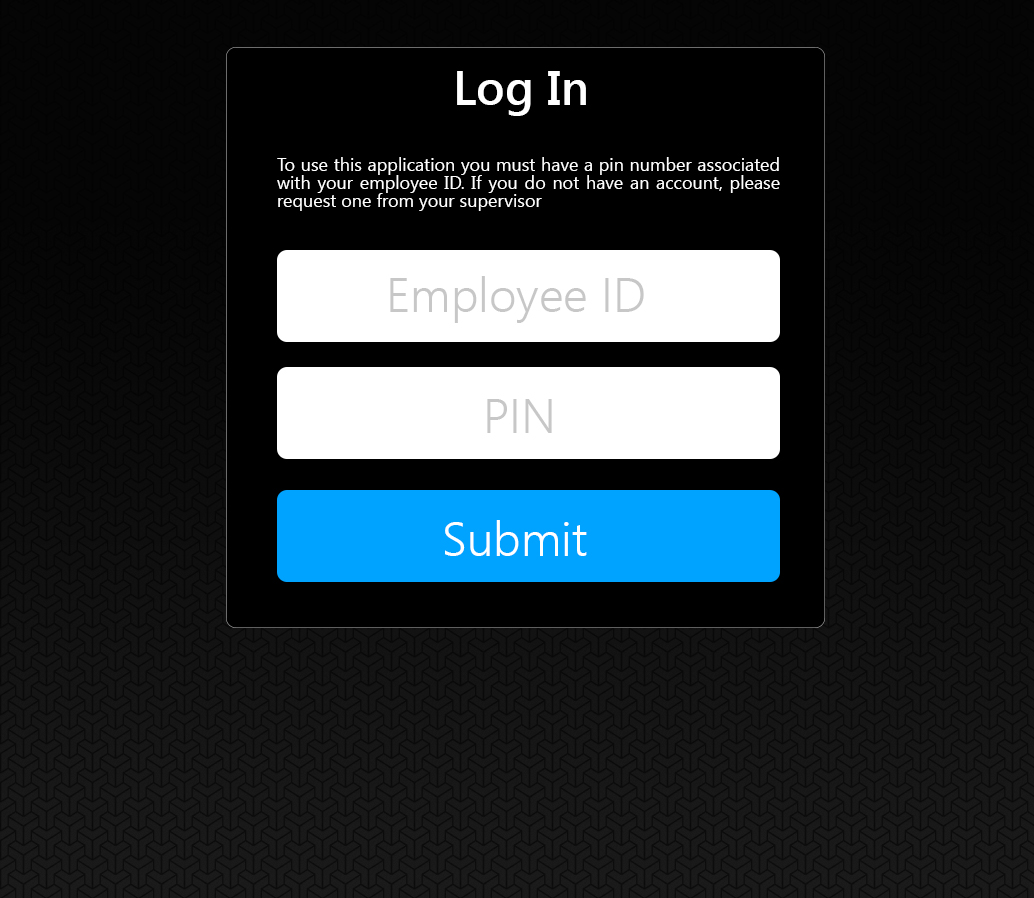 Log In
To use this application you must have a pin number associated
with your employee ID. If you do not have an account, please
request one from your supervisor
Employee ID
PIN
Submit